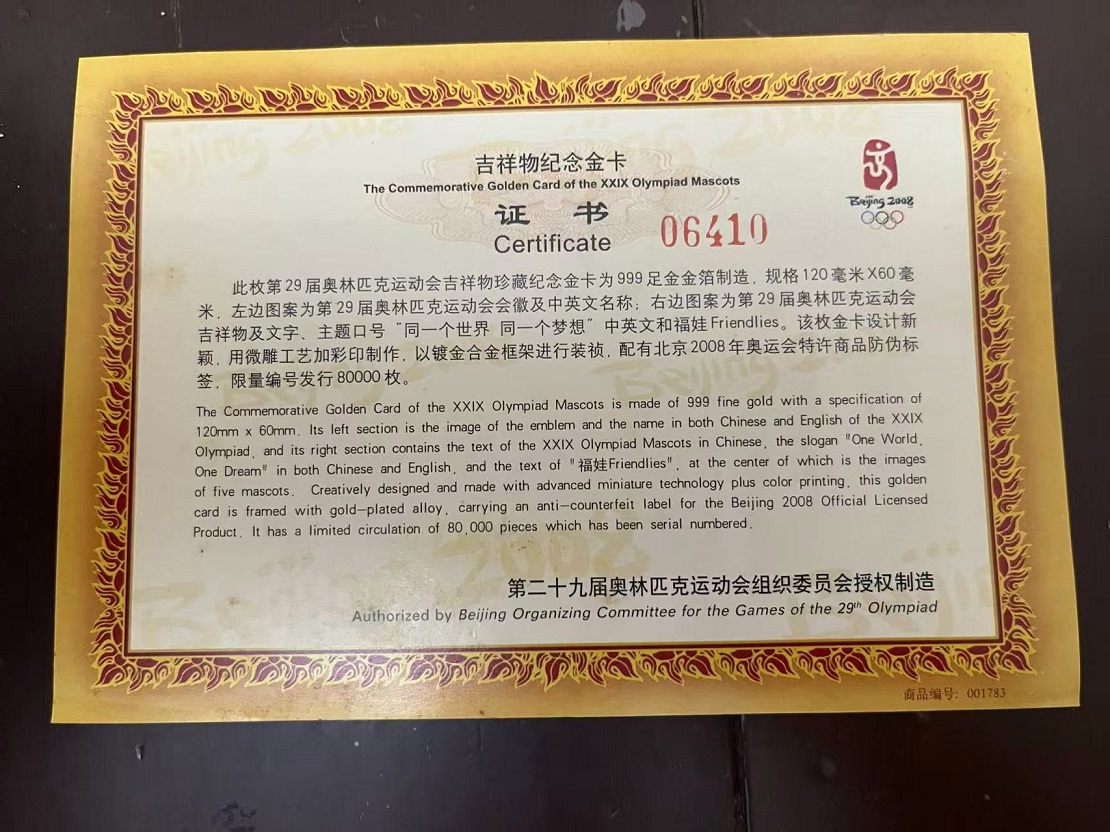 吉祥物纪念金卡
The Commemorative Golden Card of the XXIX Olympiad Mascots
证 书
Certificate
06410
Beijing 2008
此枚第29届奥林匹克运动会吉祥物珍藏纪念金卡为999足金金箔制造，规格120毫米X60毫
米，左边图案为第29届奥林匹克运动会会徽及中英文名称；右边图案为第29届奥林匹克运动会
吉祥物及文字、主题口号“同一个世界 同一个梦想”中英文和福娃Friendlies。该枚金卡设计新
颖，用微雕工艺加彩印制作，以镀金合金框架进行装祯，配有北京2008年奥运会特许商品防伪标
签，限量编号发行80000枚。
The Commemorative Golden Card of the XXIX Olympiad Mascots is made of 999 fine gold with a specification of
120mm x 60mm. Its left section is the image of the emblem and the name in both Chinese and English of the XXIX
Olympiad, and its right section contains the text of the XXIX Olympiad Mascots in Chinese, the slogan "One World,
One Dream" in both Chinese and English, and the text of "福娃Friendlies", at the center of which is the images
of five mascots. Creatively designed and made with advanced miniature technology plus color printing, this golden
card is framed with gold-plated alloy, carrying an anti-counterfeit label for the Beijing 2008 Official Licensed
Product. It has a limited circulation of 80,000 pieces which has been serial numbered.
第二十九届奥林匹克运动会组织委员会授权制造
Authorized by Beijing Organizing Committee for the Games of the 29th Olympiad
商品编号：001783